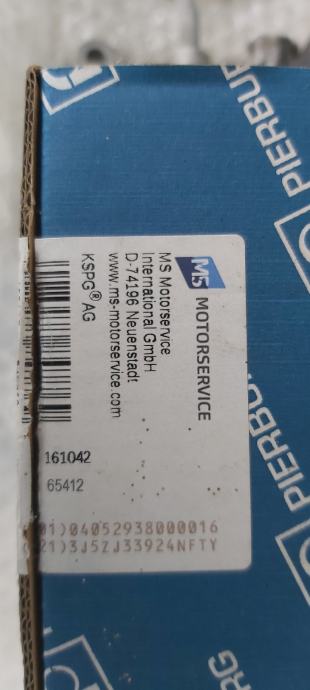 PIERBUR
PIERBURG
RG
MS MOTORSERVICE
MS Motorservice
International GmbH
D-74196 Neuenstadt
www.ms-motorservice.com
KSPG® AG
161042
65412
01)04052938000016
21)3J5ZJ33924NFTY